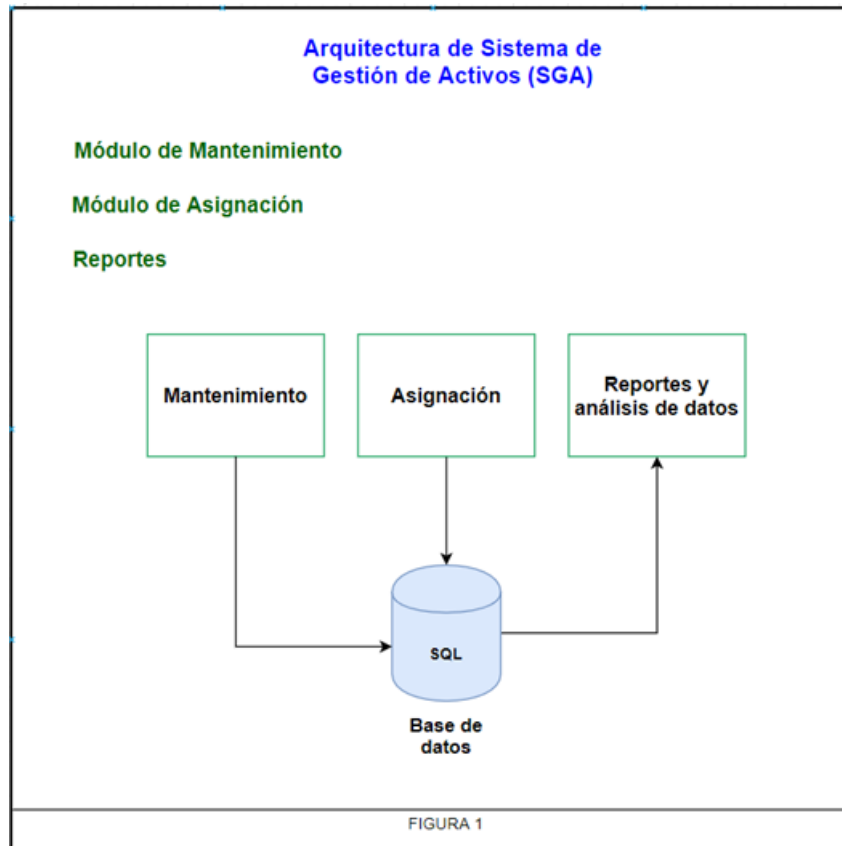 Arquitectura de Sistema de
Gestión de Activos (SGA)
Módulo de Mantenimiento
Módulo de Asignación
Reportes
Mantenimiento
Asignación
Reportes y
análisis de datos
SQL
Base de
datos
FIGURA 1